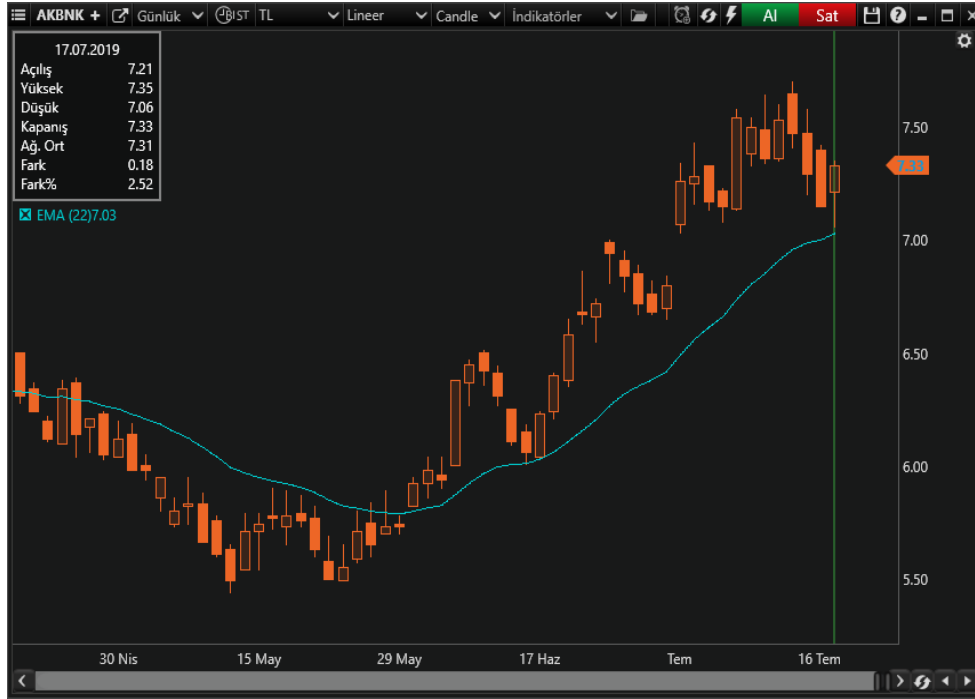 AKBNK + Günlük BIST TL Lineer Candle İndikatörler Al Sat
17.07.2019
Açılış 7.21
Yüksek 7.35
Düşük 7.06
Kapanış 7.33
Ağ. Ort 7.31
Fark 0.18
Fark% 2.52
EMA (22)7.03
7.50
7.33
7.00
6.50
6.00
5.50
30 Nis 15 May 29 May 17 Haz Tem 16 Tem